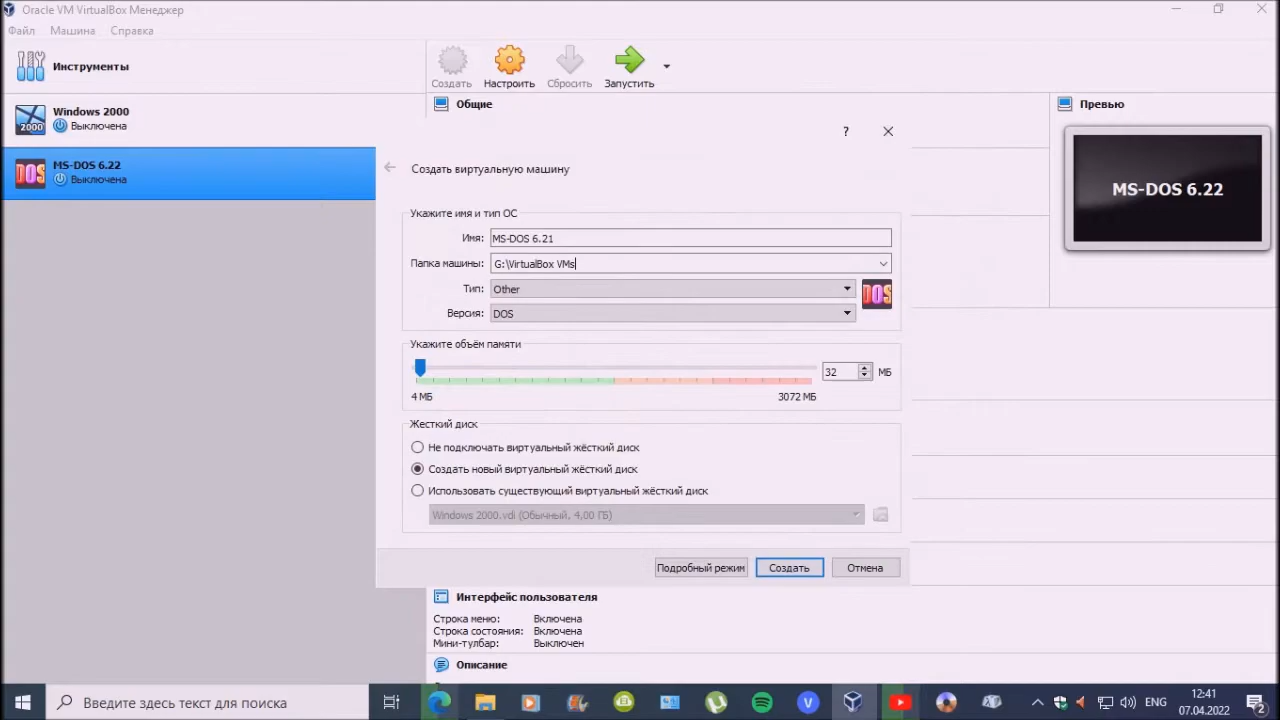 Oracle VM VirtualBox Менеджер
Файл Машина Справка
Инструменты
Создать Настроить Сбросить Запустить
Windows 2000
Выключена
2000
MS-DOS 6.22
Выключена
DOS
Общие
Превью
MS-DOS 6.22
?
Создать виртуальную машину
Укажите имя и тип ОС
Имя: MS-DOS 6.21
Папка машины: G:\VirtualBox VMs
Тип: Other
DOS
Версия: DOS
Укажите объём памяти
32 МБ
4 МБ 3072 МБ
Жесткий диск
Не подключать виртуальный жёсткий диск
Создать новый виртуальный жёсткий диск
Использовать существующий виртуальный жёсткий диск
Windows 2000.vdi (Обычный, 4,00 ГБ)
Подробный режим Создать Отмена
Интерфейс пользователя
Строка меню: Включена
Строка состояния: Включена
Мини-тулбар: Выключен
Описание
Введите здесь текст для поиска
V
ENG
12:41
07.04.2022
2